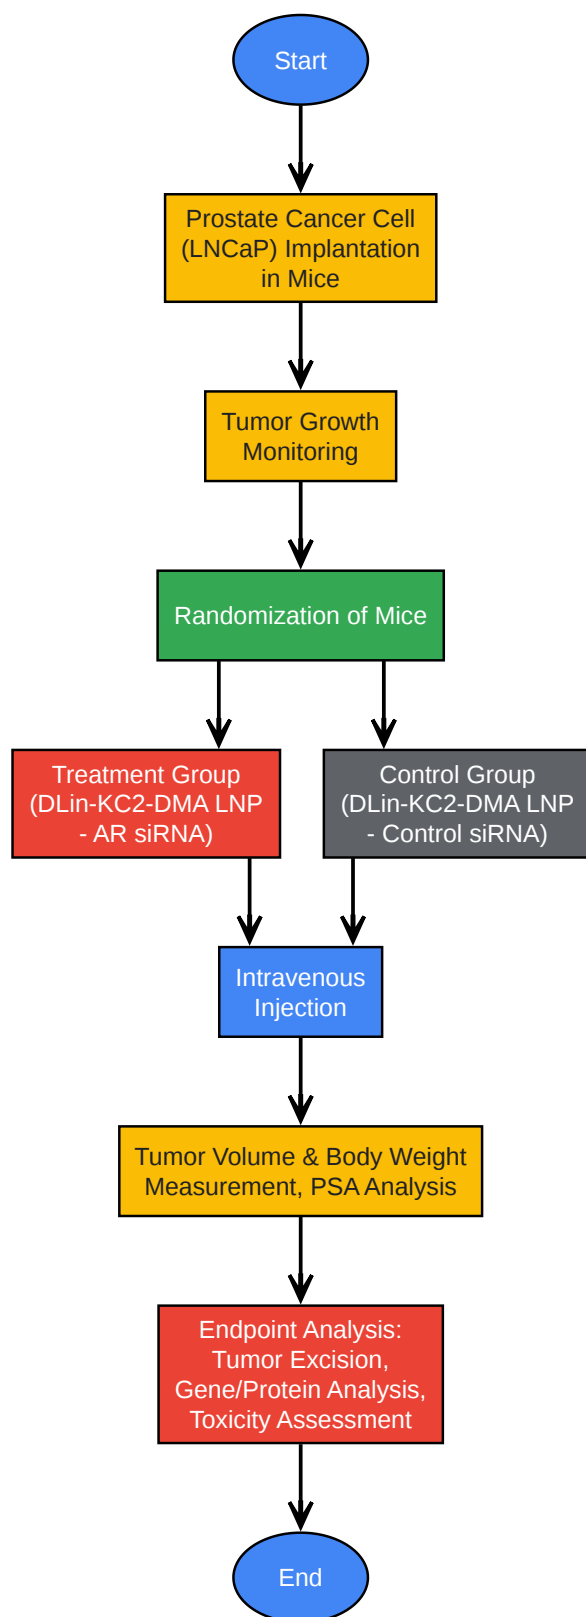 Start
Prostate Cancer Cell
(LNCaP) Implantation
in Mice
Tumor Growth
Monitoring
Randomization of Mice
Treatment Group
(DLin-KC2-DMA LNP
- AR siRNA)
Control Group
(DLin-KC2-DMA LNP
- Control siRNA)
Intravenous
Injection
Tumor Volume & Body Weight
Measurement, PSA Analysis
Endpoint Analysis:
Tumor Excision,
Gene/Protein Analysis,
Toxicity Assessment
End